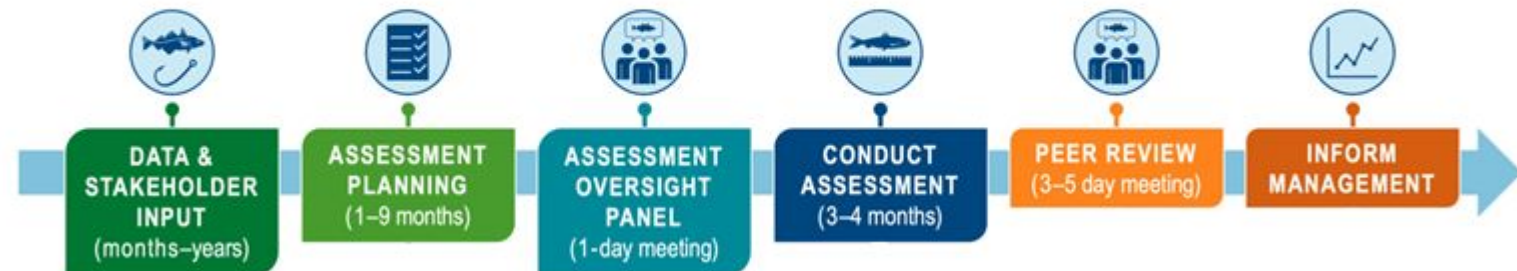 DATA &
STAKEHOLDER
INPUT
(months–years)
ASSESSMENT
PLANNING
(1–9 months)
ASSESSMENT
OVERSIGHT
PANEL
(1-day meeting)
CONDUCT
ASSESSMENT
(3–4 months)
PEER REVIEW
(3–5 day meeting)
INFORM
MANAGEMENT